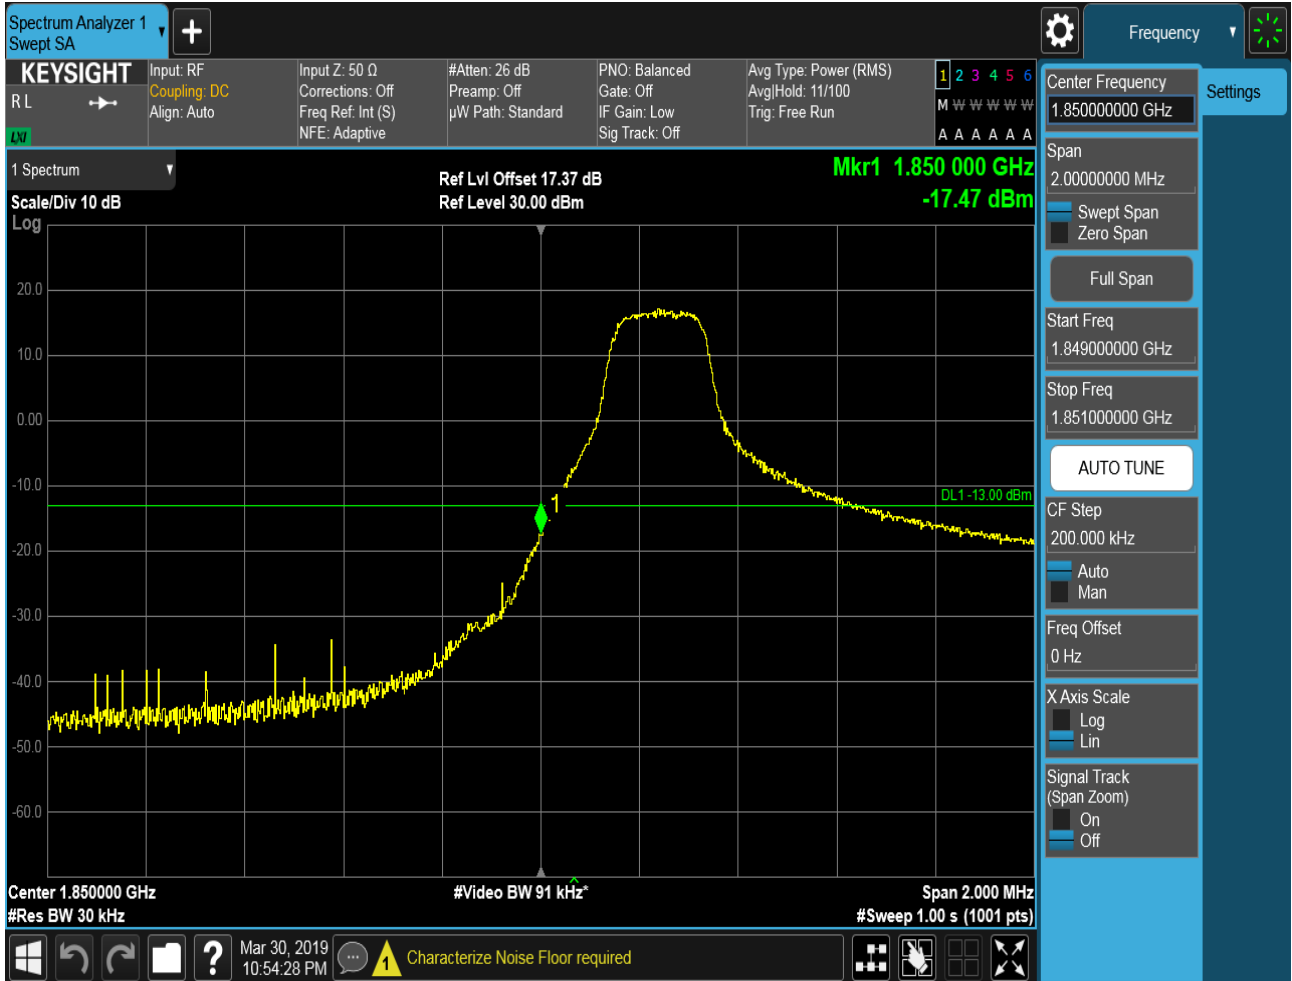 Spectrum Analyzer 1
Swept SA
Frequency
KEYSIGHT
R L
LXI
Input: RF
Coupling: DC
Align: Auto
Input Z: 50 Ω
Corrections: Off
Freq Ref: Int (S)
NFE: Adaptive
#Atten: 26 dB
Preamp: Off
µW Path: Standard
PNO: Balanced
Gate: Off
IF Gain: Low
Sig Track: Off
Avg Type: Power (RMS)
Avg|Hold: 11/100
Trig: Free Run
1 2 3 4 5 6
M W W W W W
A A A A A A
1 Spectrum
Scale/Div 10 dB
Log
Ref Lvl Offset 17.37 dB
Ref Level 30.00 dBm
Mkr1 1.850 000 GHz
-17.47 dBm
20.0
10.0
0.00
-10.0
-20.0
-30.0
-40.0
-50.0
-60.0
1
DL1 -13.00 dBm
Center 1.850000 GHz
#Res BW 30 kHz
#Video BW 91 kHz*
Span 2.000 MHz
#Sweep 1.00 s (1001 pts)
Center Frequency
1.850000000 GHz
Settings
Span
2.00000000 MHz
Swept Span
Zero Span
Full Span
Start Freq
1.849000000 GHz
Stop Freq
1.851000000 GHz
AUTO TUNE
CF Step
200.000 kHz
Auto
Man
Freq Offset
0 Hz
X Axis Scale
Log
Lin
Signal Track
(Span Zoom)
On
Off
?
Mar 30, 2019
10:54:28 PM
1
Characterize Noise Floor required